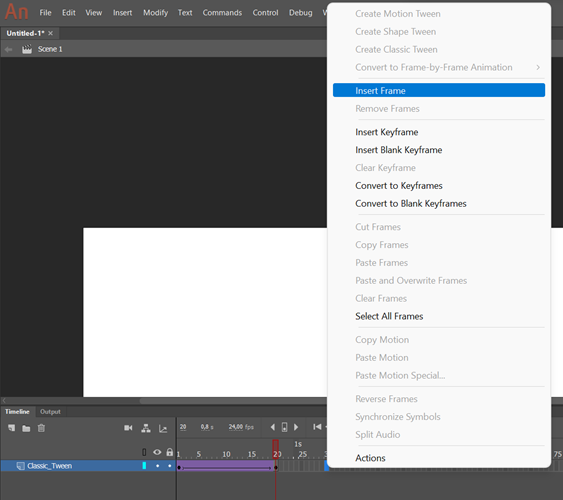 An File Edit View Insert Modify Text Commands Control Debug
Untitled-1* ×
Scene 1
Create Motion Tween
Create Shape Tween
Create Classic Tween
Convert to Frame-by-Frame Animation >
Insert Frame
Remove Frames
Insert Keyframe
Insert Blank Keyframe
Clear Keyframe
Convert to Keyframes
Convert to Blank Keyframes
Cut Frames
Copy Frames
Paste Frames
Paste and Overwrite Frames
Clear Frames
Select All Frames
Copy Motion
Paste Motion
Paste Motion Special...
Reverse Frames
Synchronize Symbols
Split Audio
Actions
Timeline Output
20 0,8 s 24,00 fps
1s
1 5 10 15 20 25 30 75
Classic_Tween